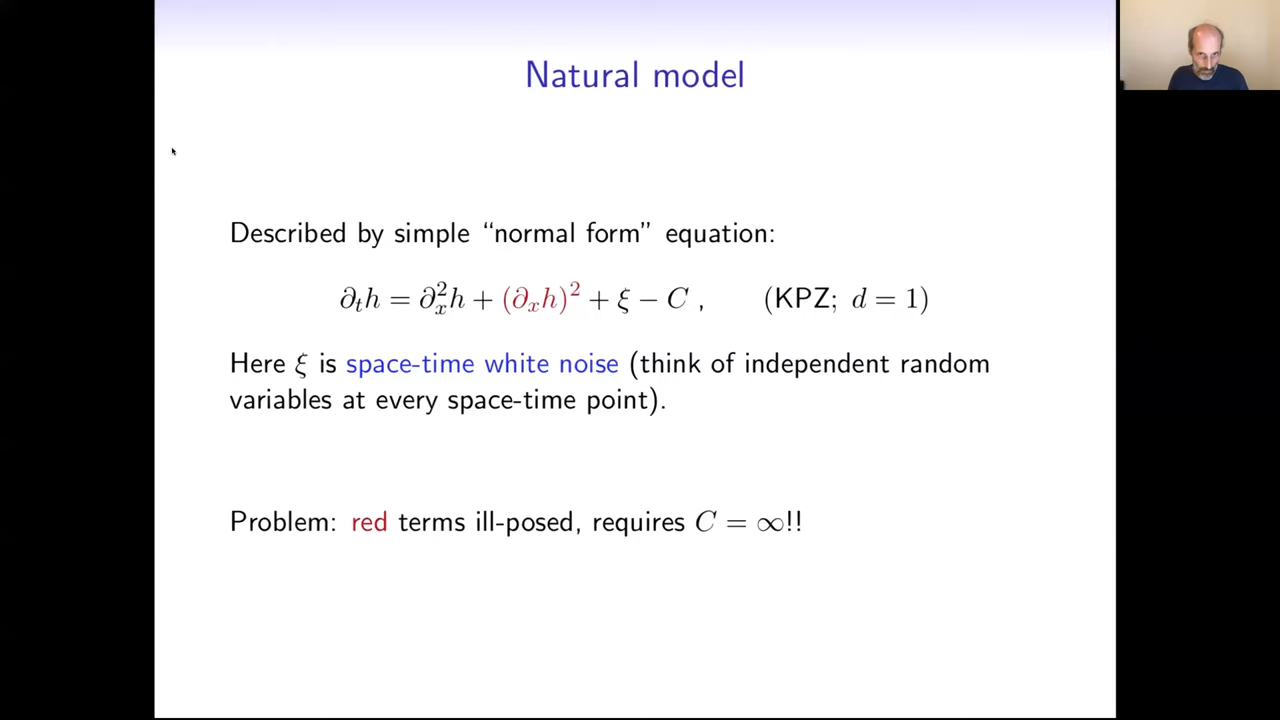 Natural model
Described by simple “normal form” equation:
∂ₜh = ∂ₓ²h + (∂ₓh)² + ξ − C , (KPZ; d = 1)
Here ξ is space-time white noise (think of independent random
variables at every space-time point).
Problem: red terms ill-posed, requires C = ∞!!